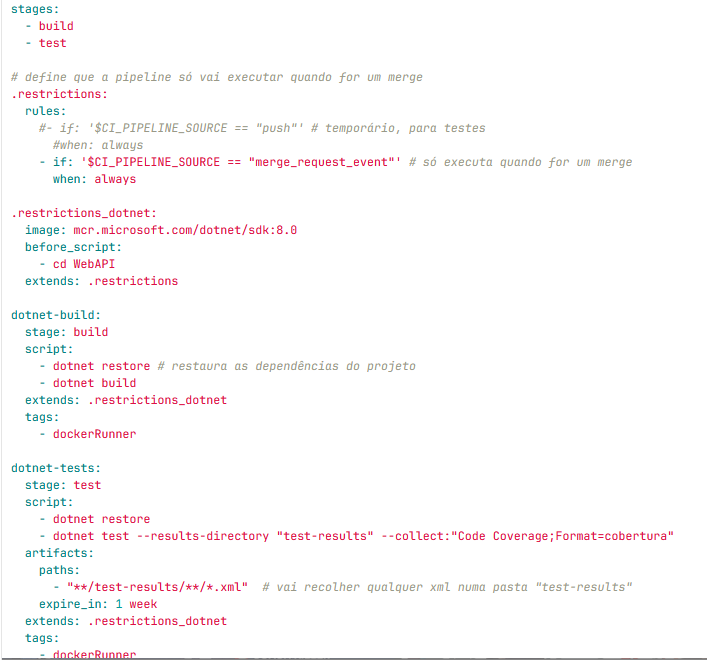 stages:
  - build
  - test

# define que a pipeline só vai executar quando for um merge
.restrictions:
  rules:
    #- if: '$CI_PIPELINE_SOURCE == "push"' # temporário, para testes
      #when: always
    - if: '$CI_PIPELINE_SOURCE == "merge_request_event"' # só executa quando for um merge
      when: always

.restrictions_dotnet:
  image: mcr.microsoft.com/dotnet/sdk:8.0
  before_script:
    - cd WebAPI
  extends: .restrictions

dotnet-build:
  stage: build
  script:
    - dotnet restore # restaura as dependências do projeto
    - dotnet build
  extends: .restrictions_dotnet
  tags:
    - dockerRunner

dotnet-tests:
  stage: test
  script:
    - dotnet restore
    - dotnet test --results-directory "test-results" --collect:"Code Coverage;Format=cobertura"
  artifacts:
    paths:
      - "**/test-results/**/*.xml"  # vai recolher qualquer xml numa pasta "test-results"
    expire_in: 1 week
  extends: .restrictions_dotnet
  tags:
    - dockerRunner